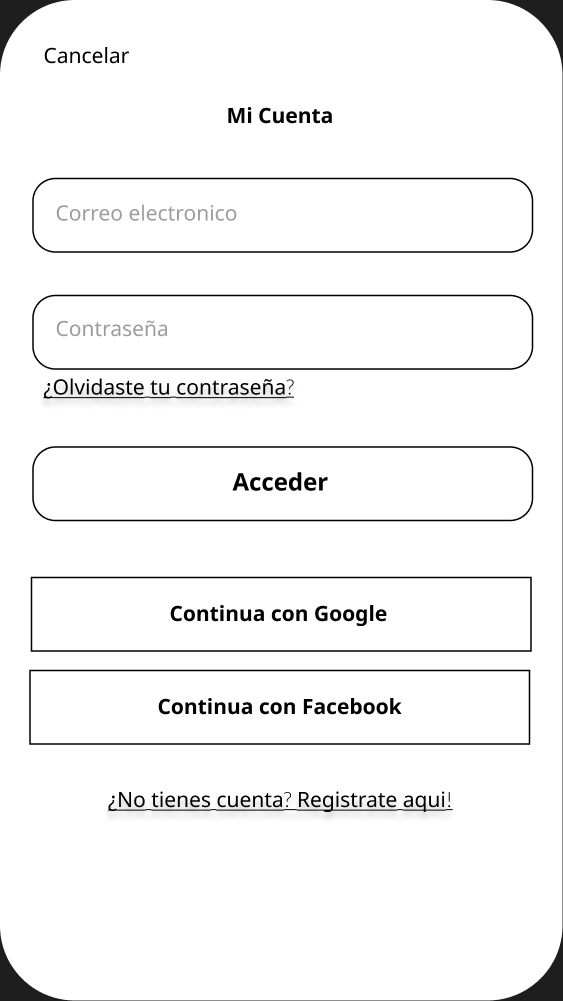 Cancelar
Mi Cuenta
Correo electronico
Contraseña
¿Olvidaste tu contraseña?
Acceder
Continua con Google
Continua con Facebook
¿No tienes cuenta? Registrate aqui!